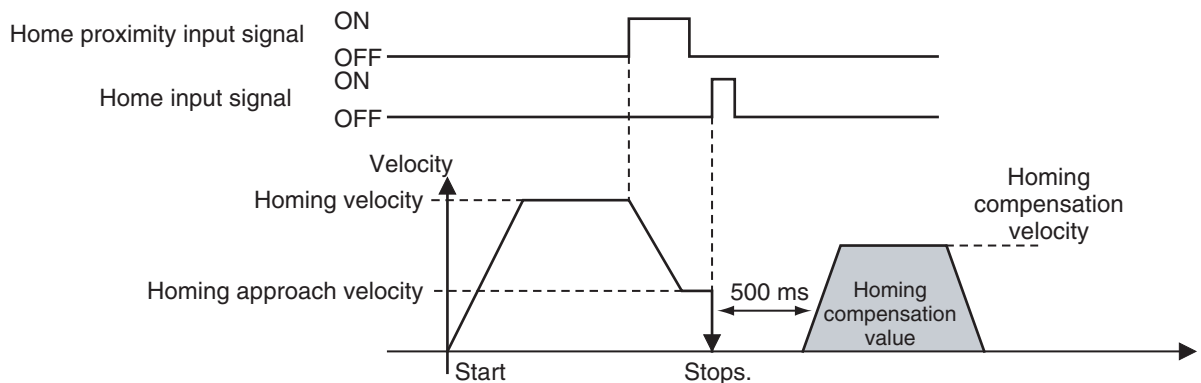 Home proximity input signal
ON
OFF
Home input signal
ON
OFF
Velocity
Homing velocity
Homing approach velocity
Homing
compensation
velocity
500 ms
Homing
compensation
value
Start
Stops.